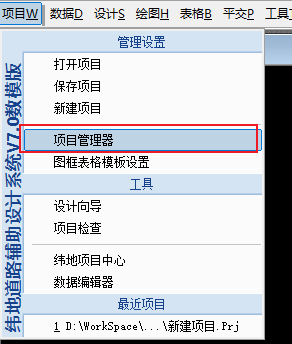 项目W 数据D 设计S 绘图H 表格B 平交P 工具
纬地道路辅助设计系统V7.0数模版
管理设置
打开项目
保存项目
新建项目
项目管理器
图框表格模板设置
工具
设计向导
项目检查
纬地项目中心
数据编辑器
最近项目
1 D:\WorkSpace\...\新建项目.Prj